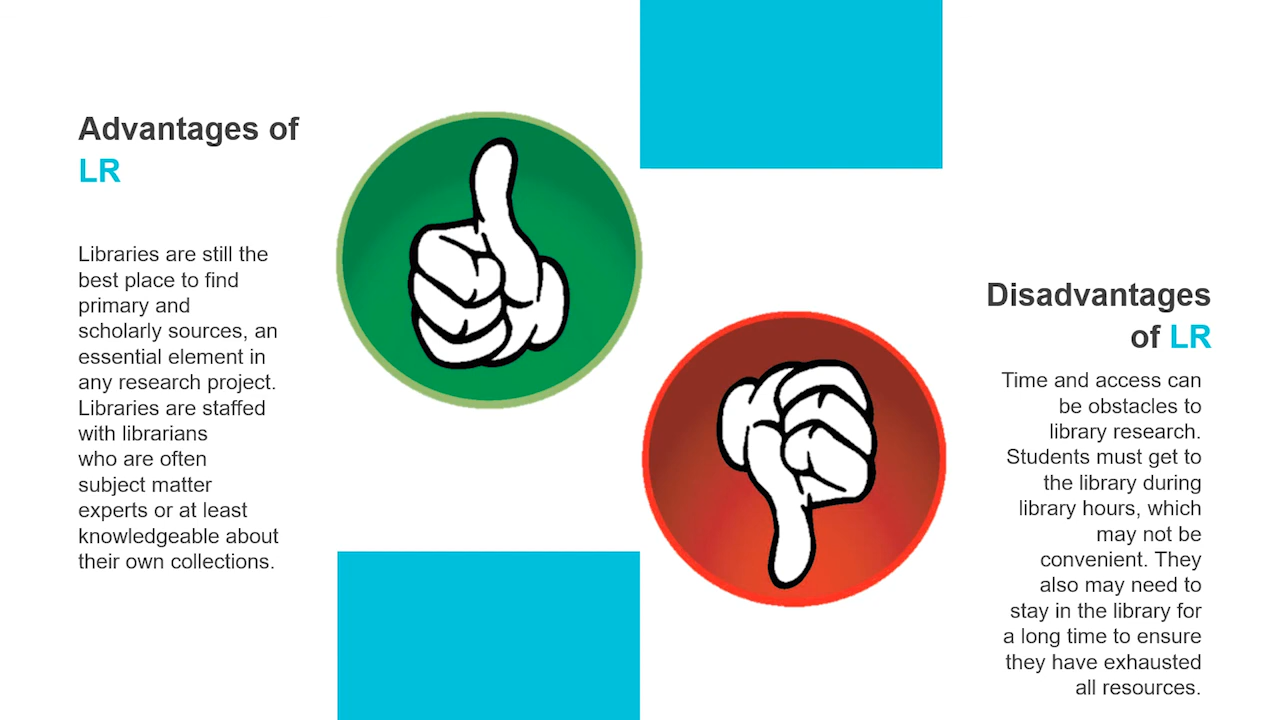 Advantages of
LR
Libraries are still the
best place to find
primary and
scholarly sources, an
essential element in
any research project.
Libraries are staffed
with librarians
who are often
subject matter
experts or at least
knowledgeable about
their own collections.
Disadvantages
of LR
Time and access can
be obstacles to
library research.
Students must get to
the library during
library hours, which
may not be
convenient. They
also may need to
stay in the library for
a long time to ensure
they have exhausted
all resources.